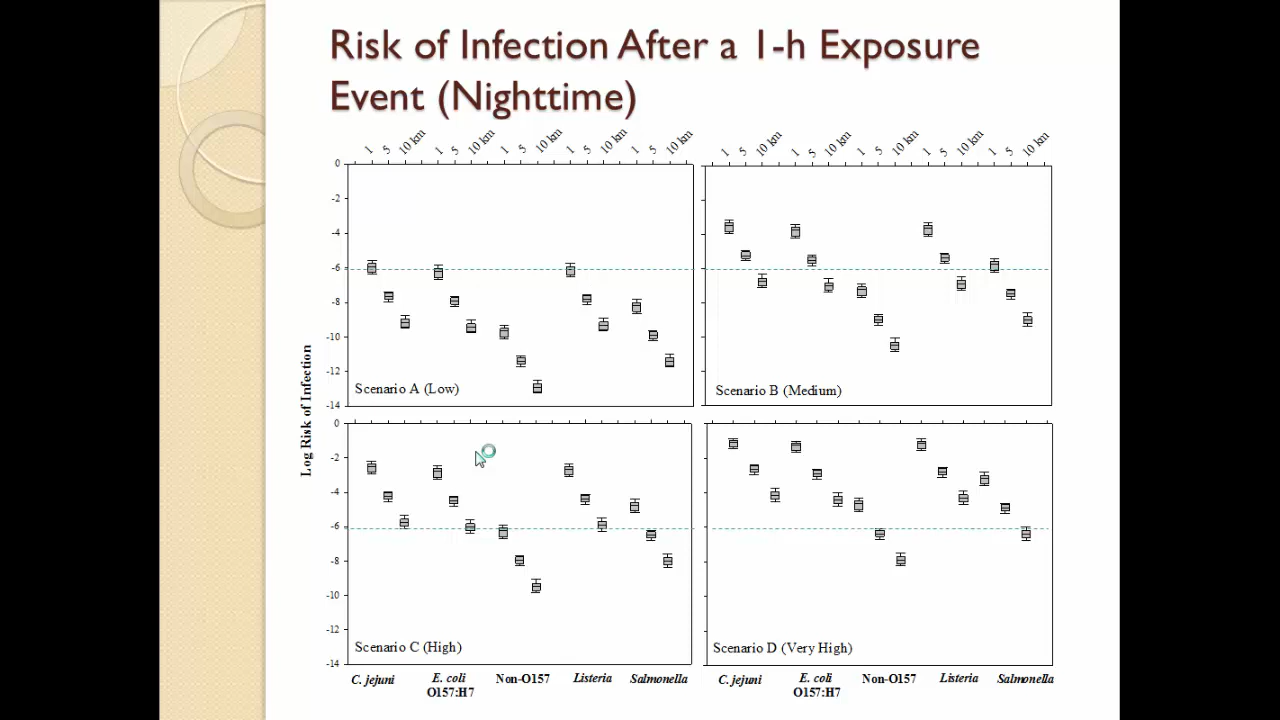 Risk of Infection After a 1-h Exposure
Event (Nighttime)
1 5 10 km 1 5 10 km 1 5 10 km 1 5 10 km 1 5 10 km
1 5 10 km 1 5 10 km 1 5 10 km 1 5 10 km 1 5 10 km
0
-2
-4
-6
-8
-10
-12
-14
Scenario A (Low)
Scenario B (Medium)
Log Risk of Infection
0
-2
-4
-6
-8
-10
-12
-14
Scenario C (High)
Scenario D (Very High)
C. jejuni E. coli O157:H7 Non-O157 Listeria Salmonella
C. jejuni E. coli O157:H7 Non-O157 Listeria Salmonella